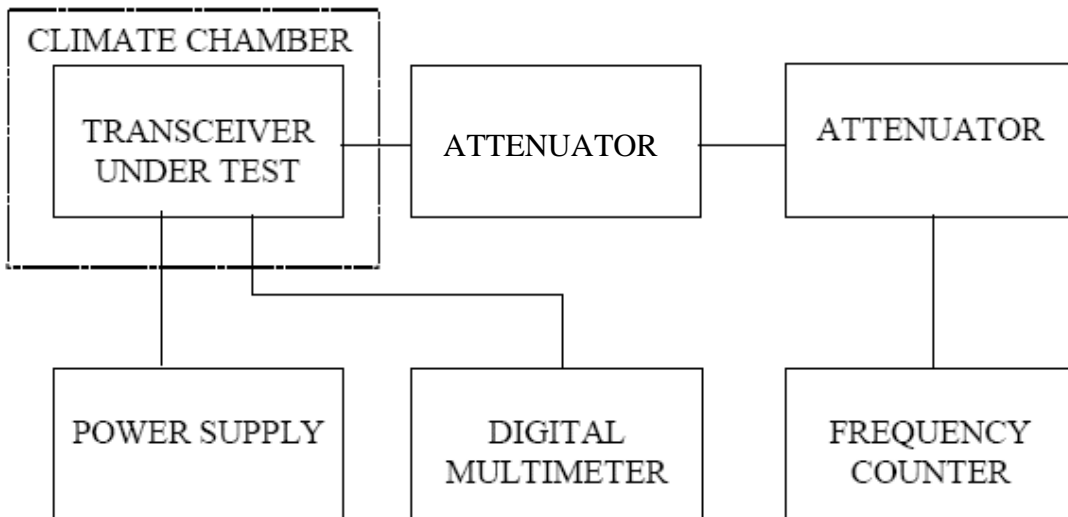 CLIMATE CHAMBER
TRANSCEIVER
UNDER TEST
ATTENUATOR
ATTENUATOR
POWER SUPPLY
DIGITAL
MULTIMETER
FREQUENCY
COUNTER